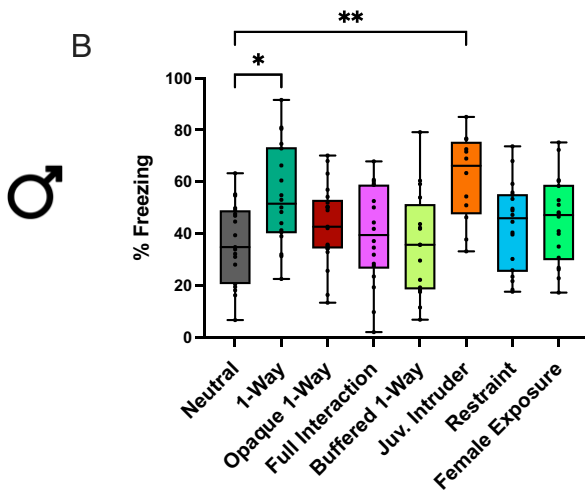 B
**
*
100
80
60
40
20
0
% Freezing
Neutral
1-Way
Opaque 1-Way
Full Interaction
Buffered 1-Way
Juv. Intruder
Restraint
Female Exposure